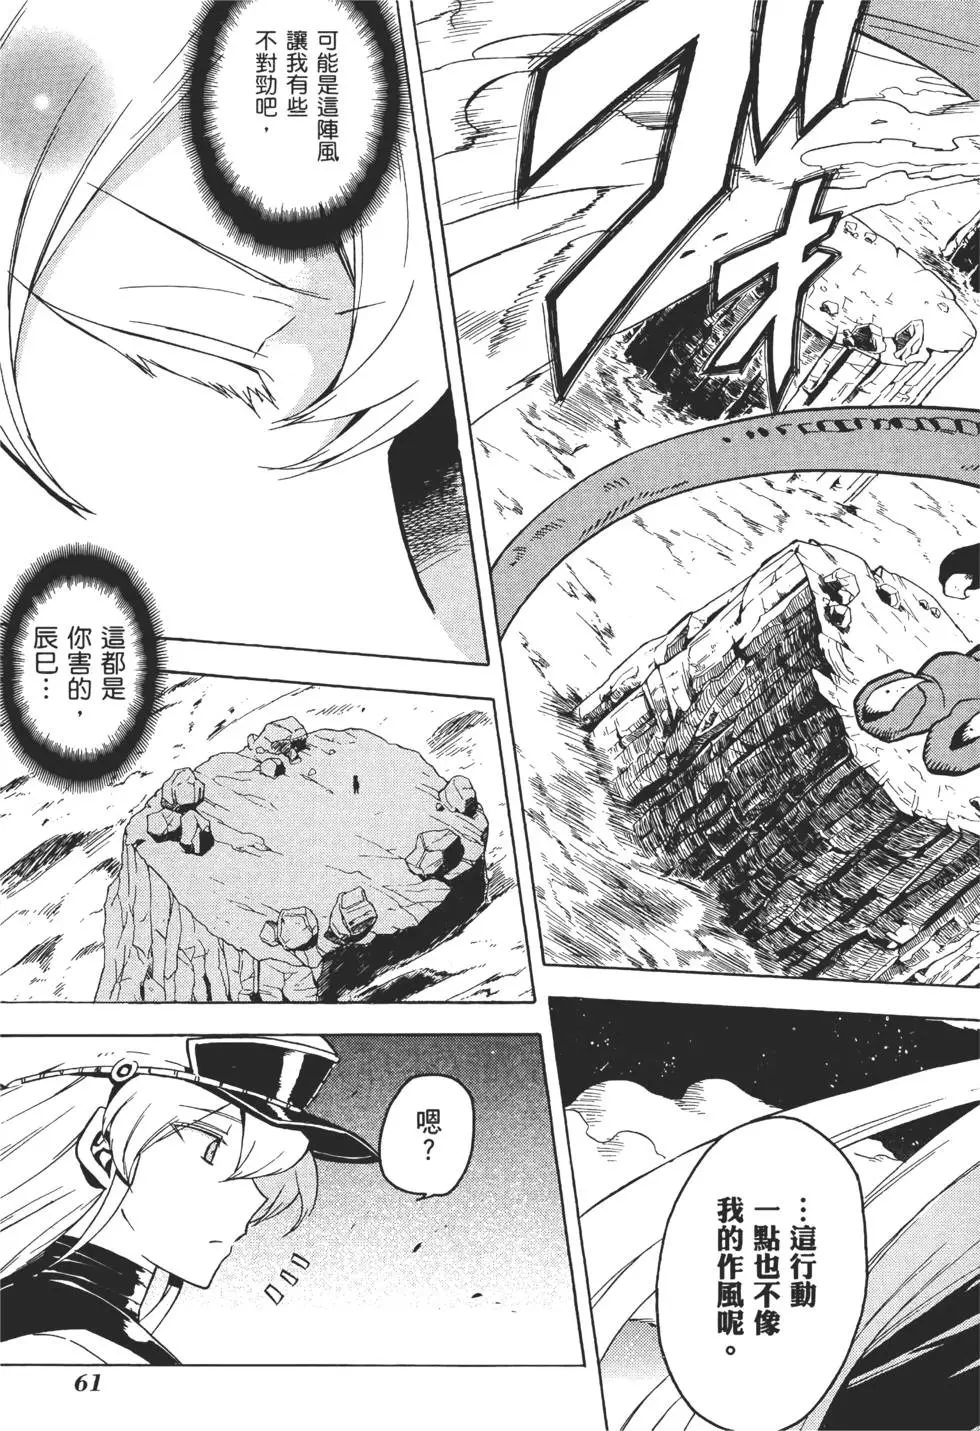 可能是這陣風
讓我有些
不對勁吧，
這都是
你害的，
辰巳…
…這行動
一點也不像
我的作風呢。
嗯？
61